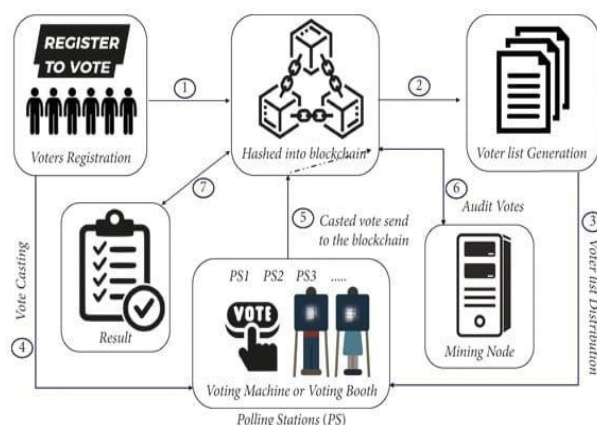 REGISTER
TO VOTE
Voters Registration
1
Hashed into blockchain
2
Voter list Generation
7
5
Casted vote send
to the blockchain
6
Audit Votes
3
Voter list Distribution
Vote Casting
4
Result
PS1 PS2 PS3 .....
VOTE
Voting Machine or Voting Booth
Mining Node
Polling Stations (PS)